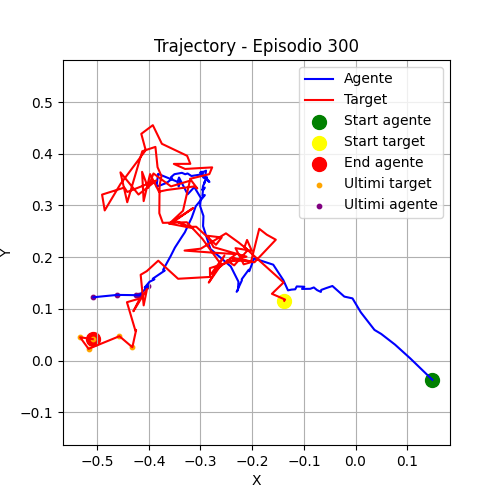 Trajectory - Episodio 300
Agente
Target
Start agente
Start target
End agente
Ultimi target
Ultimi agente
0.5
0.4
0.3
0.2
0.1
0.0
−0.1
Y
−0.5
−0.4
−0.3
−0.2
−0.1
0.0
0.1
X